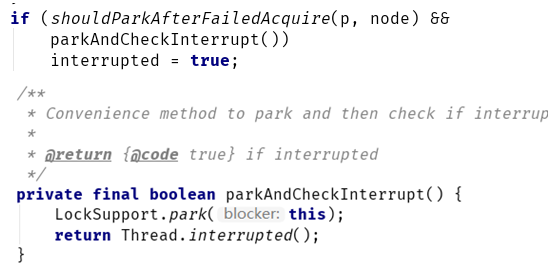 if (shouldParkAfterFailedAcquire(p, node) &&
    parkAndCheckInterrupt())
    interrupted = true;
/**
 * Convenience method to park and then check if interrup
 *
 * @return {@code true} if interrupted
 */
private final boolean parkAndCheckInterrupt() {
    LockSupport.park( blocker: this);
    return Thread.interrupted();
}